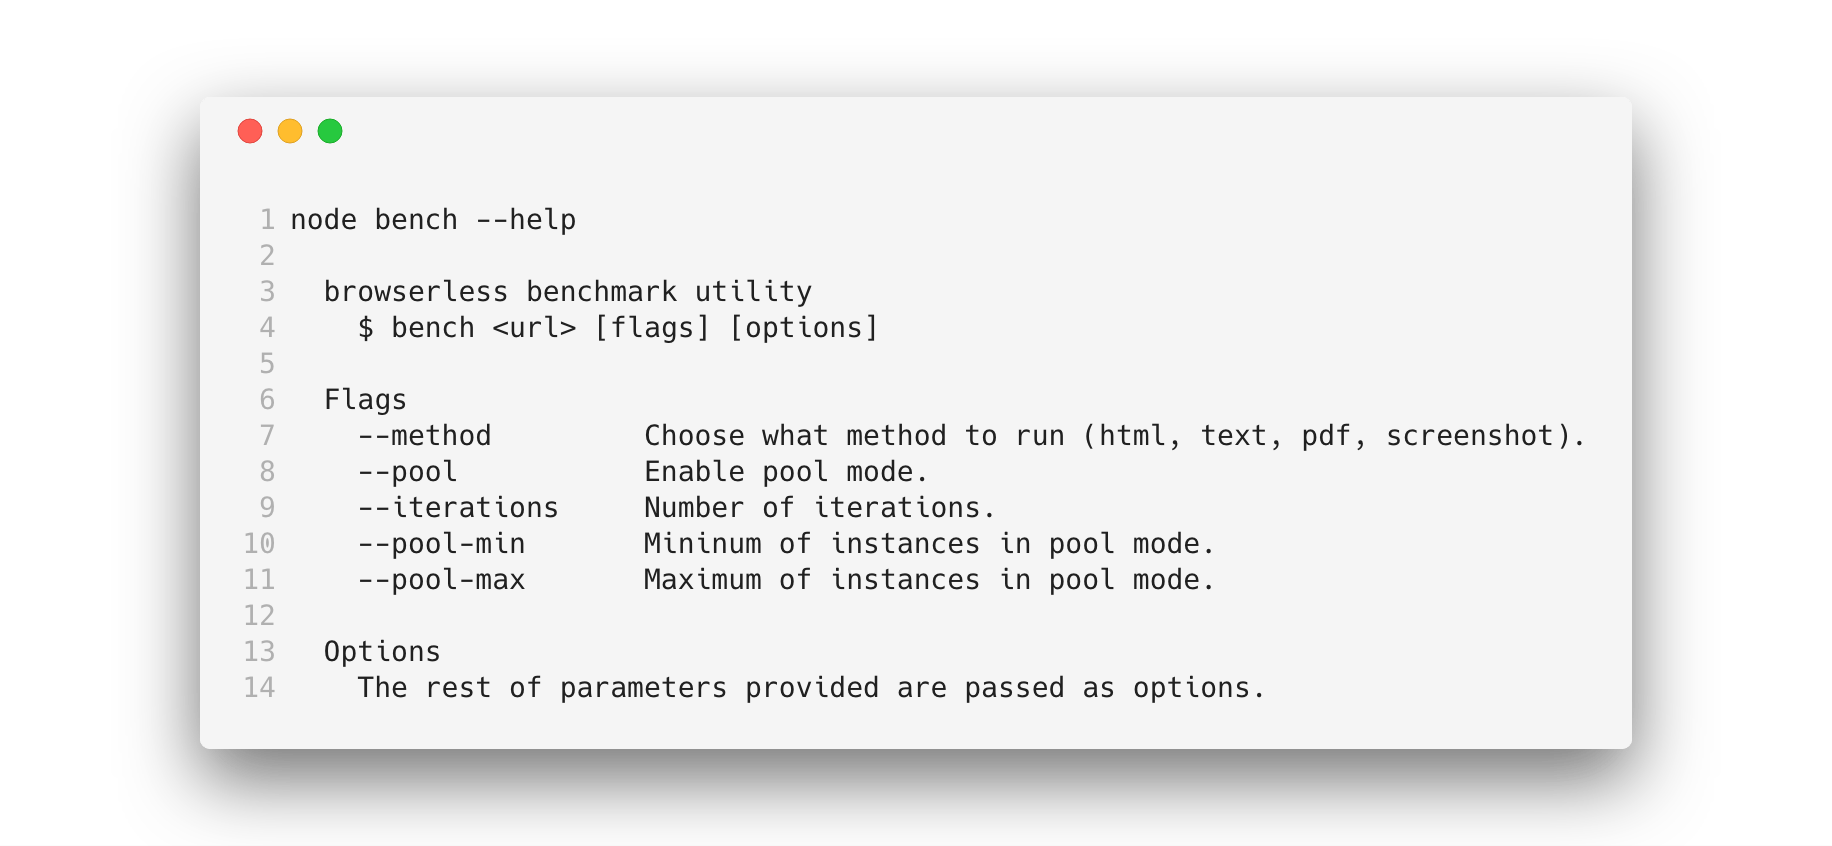 1 node bench --help
2
3   browserless benchmark utility
4     $ bench <url> [flags] [options]
5
6   Flags
7     --method         Choose what method to run (html, text, pdf, screenshot).
8     --pool           Enable pool mode.
9     --iterations     Number of iterations.
10     --pool-min       Mininum of instances in pool mode.
11     --pool-max       Maximum of instances in pool mode.
12
13   Options
14     The rest of parameters provided are passed as options.